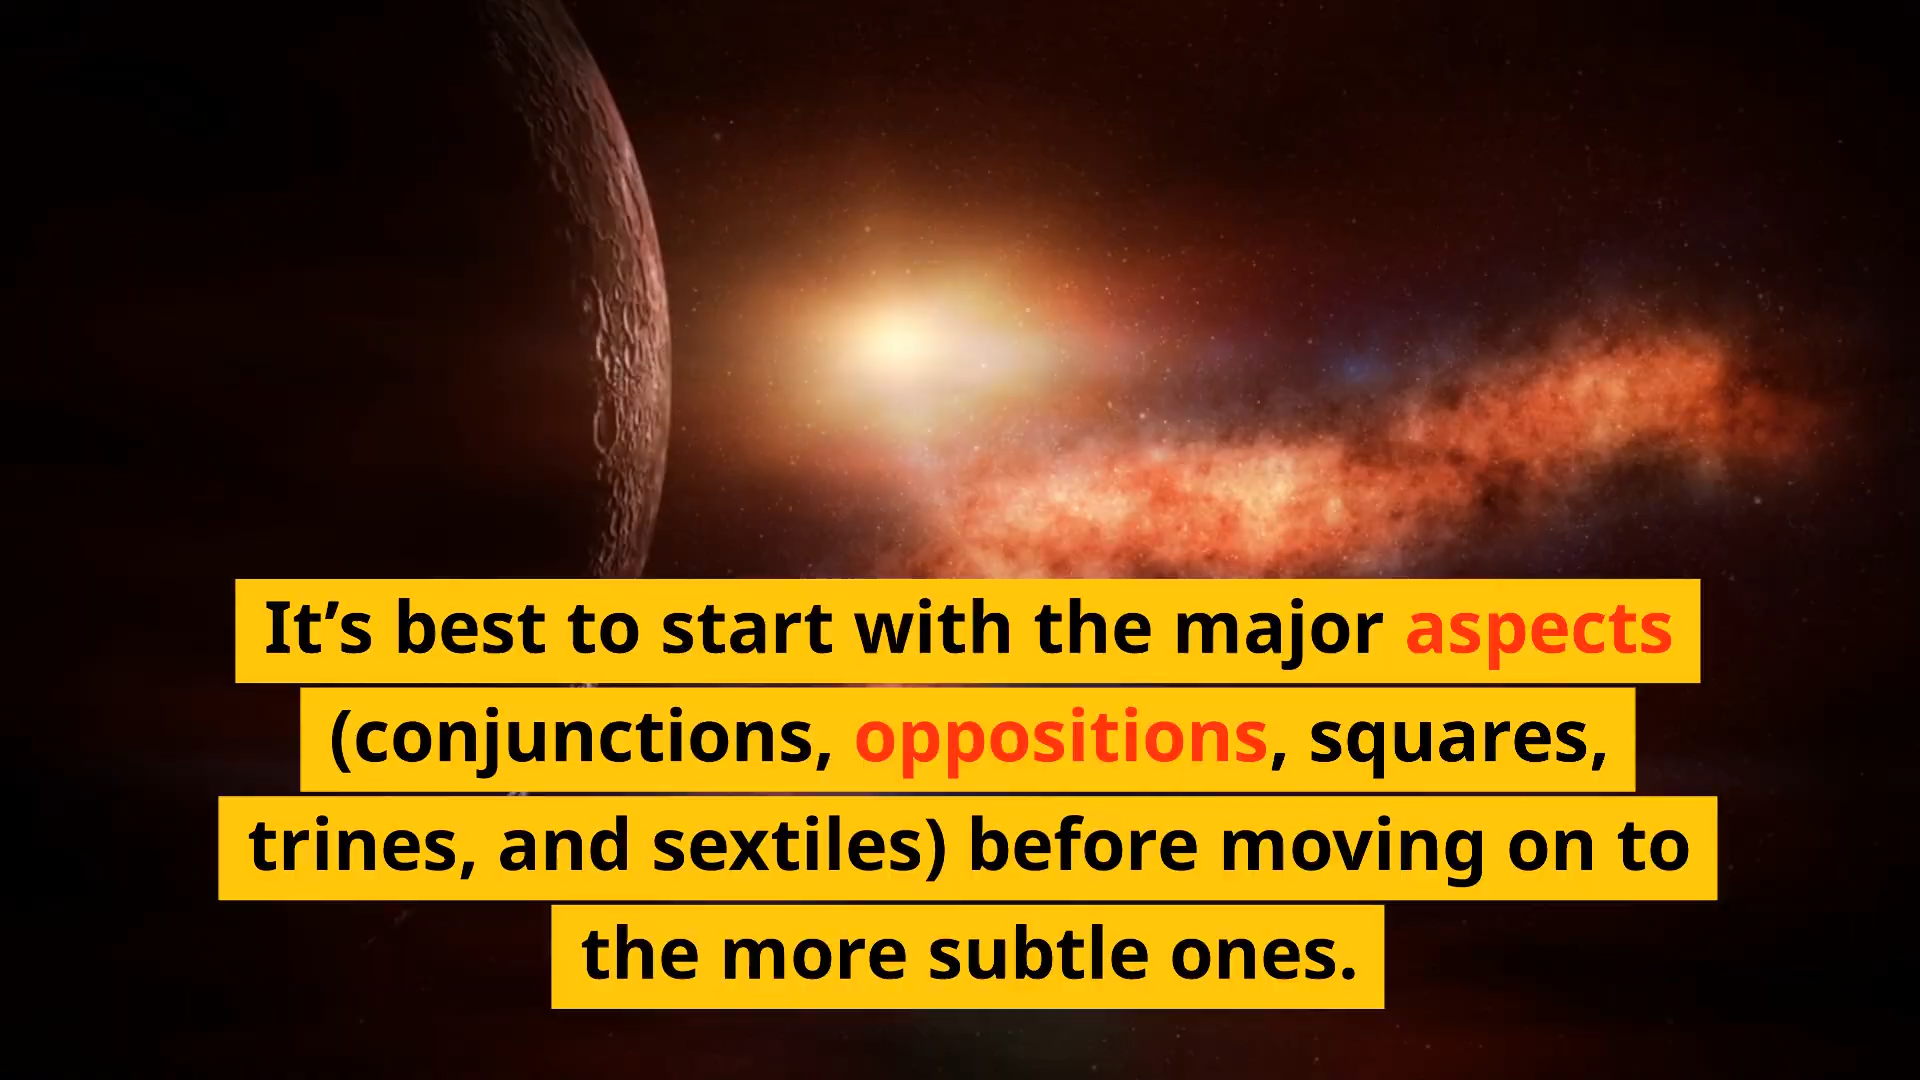 It’s best to start with the major aspects
(conjunctions, oppositions, squares,
trines, and sextiles) before moving on to
the more subtle ones.